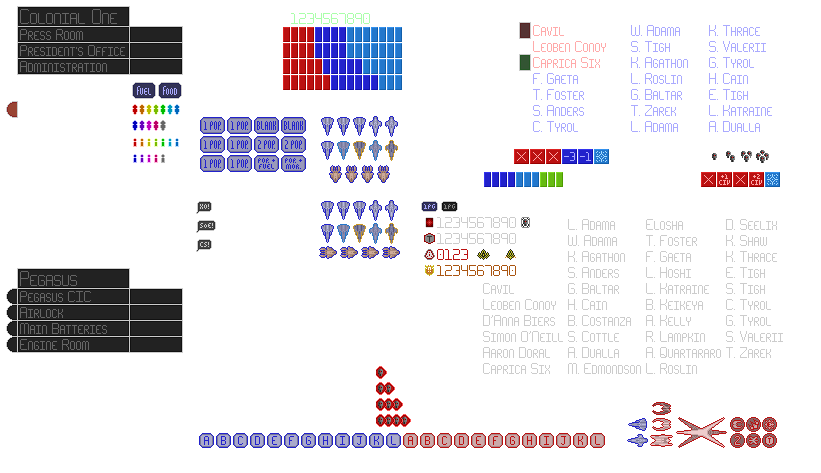 Colonial One
Press Room
President's Office
Administration
FUEL FOOD
1234567890
Cavil W. Adama K. Thrace
Leoben Conoy S. Tigh S. Valerii
Caprica Six K. Agathon G. Tyrol
F. Gaeta L. Roslin H. Cain
T. Foster G. Baltar E. Tigh
S. Anders T. Zarek L. Katraine
C. Tyrol L. Adama A. Dualla
1 POP 1 POP BLANK BLANK
1 POP 1 POP 2 POP 2 POP
1 POP 1 POP POP + FUEL POP + MOR.
-3 -1
+1 CIV +2 CIV
XO!
SoC!
CS!
1PG 1PG
1234567890
1234567890
0123
1234567890
L. Adama Elosha D. Seelix
W. Adama T. Foster K. Shaw
K. Agathon F. Gaeta K. Thrace
S. Anders L. Hoshi E. Tigh
Cavil G. Baltar L. Katraine S. Tigh
Leoben Conoy H. Cain B. Keikeya C. Tyrol
D'Anna Biers B. Costanza A. Kelly G. Tyrol
Simon O'Neill S. Cottle R. Lampkin S. Valerii
Aaron Doral A. Dualla A. Quartararo T. Zarek
Caprica Six M. Edmondson L. Roslin
Pegasus
Pegasus CIC
Airlock
Main Batteries
Engine Room
A B C D E F G H I J K L A B C D E F G H I J K L